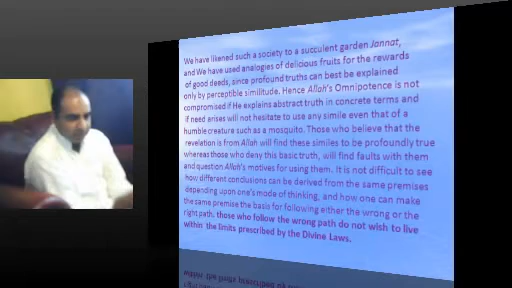 We have likened such a society to a succulent garden Jannat,
and We have used analogies of delicious fruits for the rewards
of good deeds, since profound truths can best be explained
only by perceptible similitude. Hence Allah's Omnipotence is not
compromised if He explains abstract truth in concrete terms and
if need arises will not hesitate to use any simile even that of a
humble creature such as a mosquito. Those who believe that the
revelation is from Allah will find these similes to be profoundly true
whereas those who deny this basic truth, will find faults with them
and question Allah's motives for using them. It is not difficult to see
how different conclusions can be derived from the same premises
depending upon one's mode of thinking, and how one can make
the same premise the basis for following either the wrong or the
right path. those who follow the wrong path do not wish to live
within the limits prescribed by the Divine Laws.